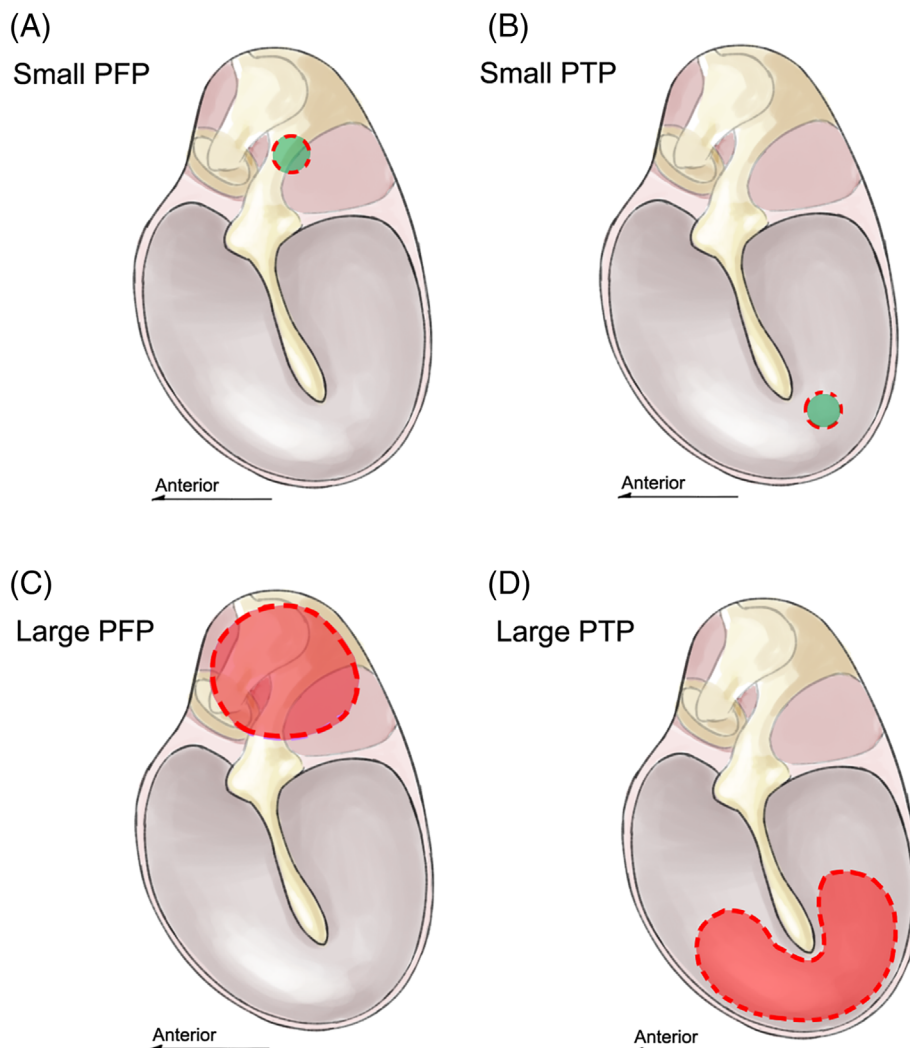 (A)
Small PFP
(B)
Small PTP
Anterior
Anterior
(C)
Large PFP
(D)
Large PTP
Anterior
Anterior